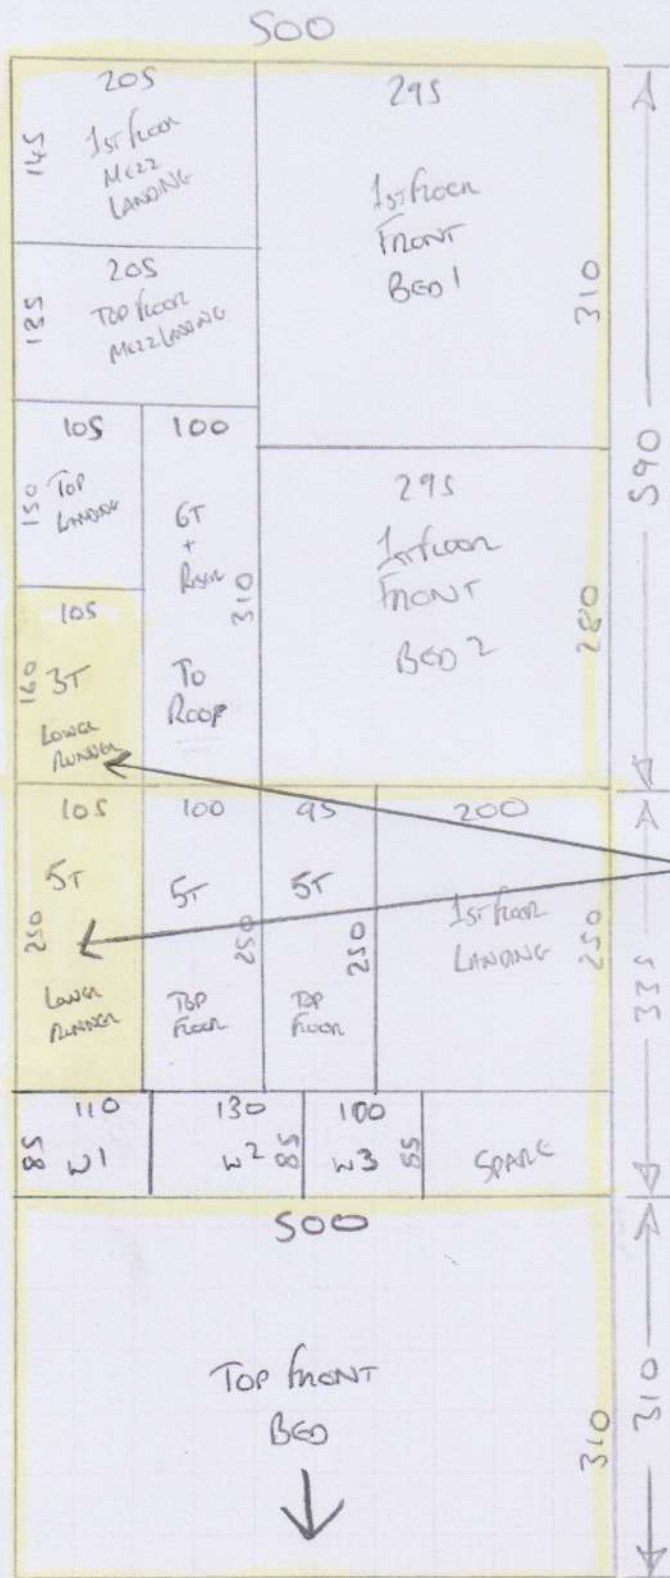 500
205
145
1ST FLOOR
MEZZ
LANDING
295
1ST FLOOR
FRONT
BED 1
310
205
135
TOP FLOOR
MEZZ LANDING
105
150
TOP
LANDING
100
6T
+
RISER
310
TO
ROOF
295
1ST FLOOR
FRONT
BED 2
280
590
105
160
3T
LOWER
RUNNER
105
5T
250
LOWER
RUNNER
100
5T
250
TOP
FLOOR
95
5T
250
TOP
FLOOR
200
1ST FLOOR
LANDING
250
335
110
85
W1
130
W2
85
100
W3
85
SPARE
500
TOP FRONT
BED
310
310